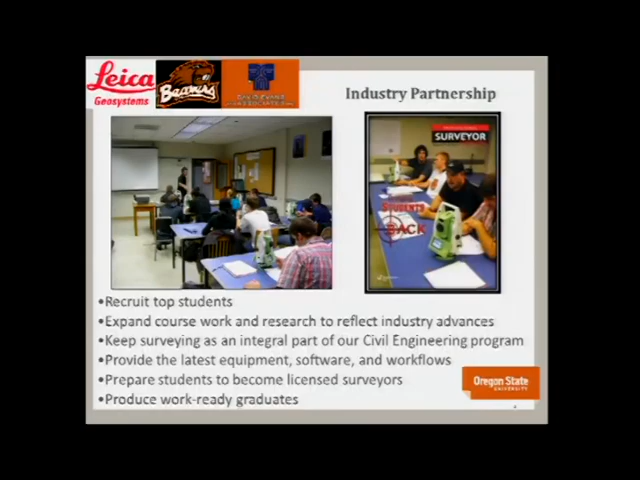 Leica
Geosystems
Beavers
Industry Partnership
SURVEYOR
STUDENTS
BACK
•Recruit top students
•Expand course work and research to reflect industry advances
•Keep surveying as an integral part of our Civil Engineering program
•Provide the latest equipment, software, and workflows
•Prepare students to become licensed surveyors
•Produce work-ready graduates
Oregon State
UNIVERSITY